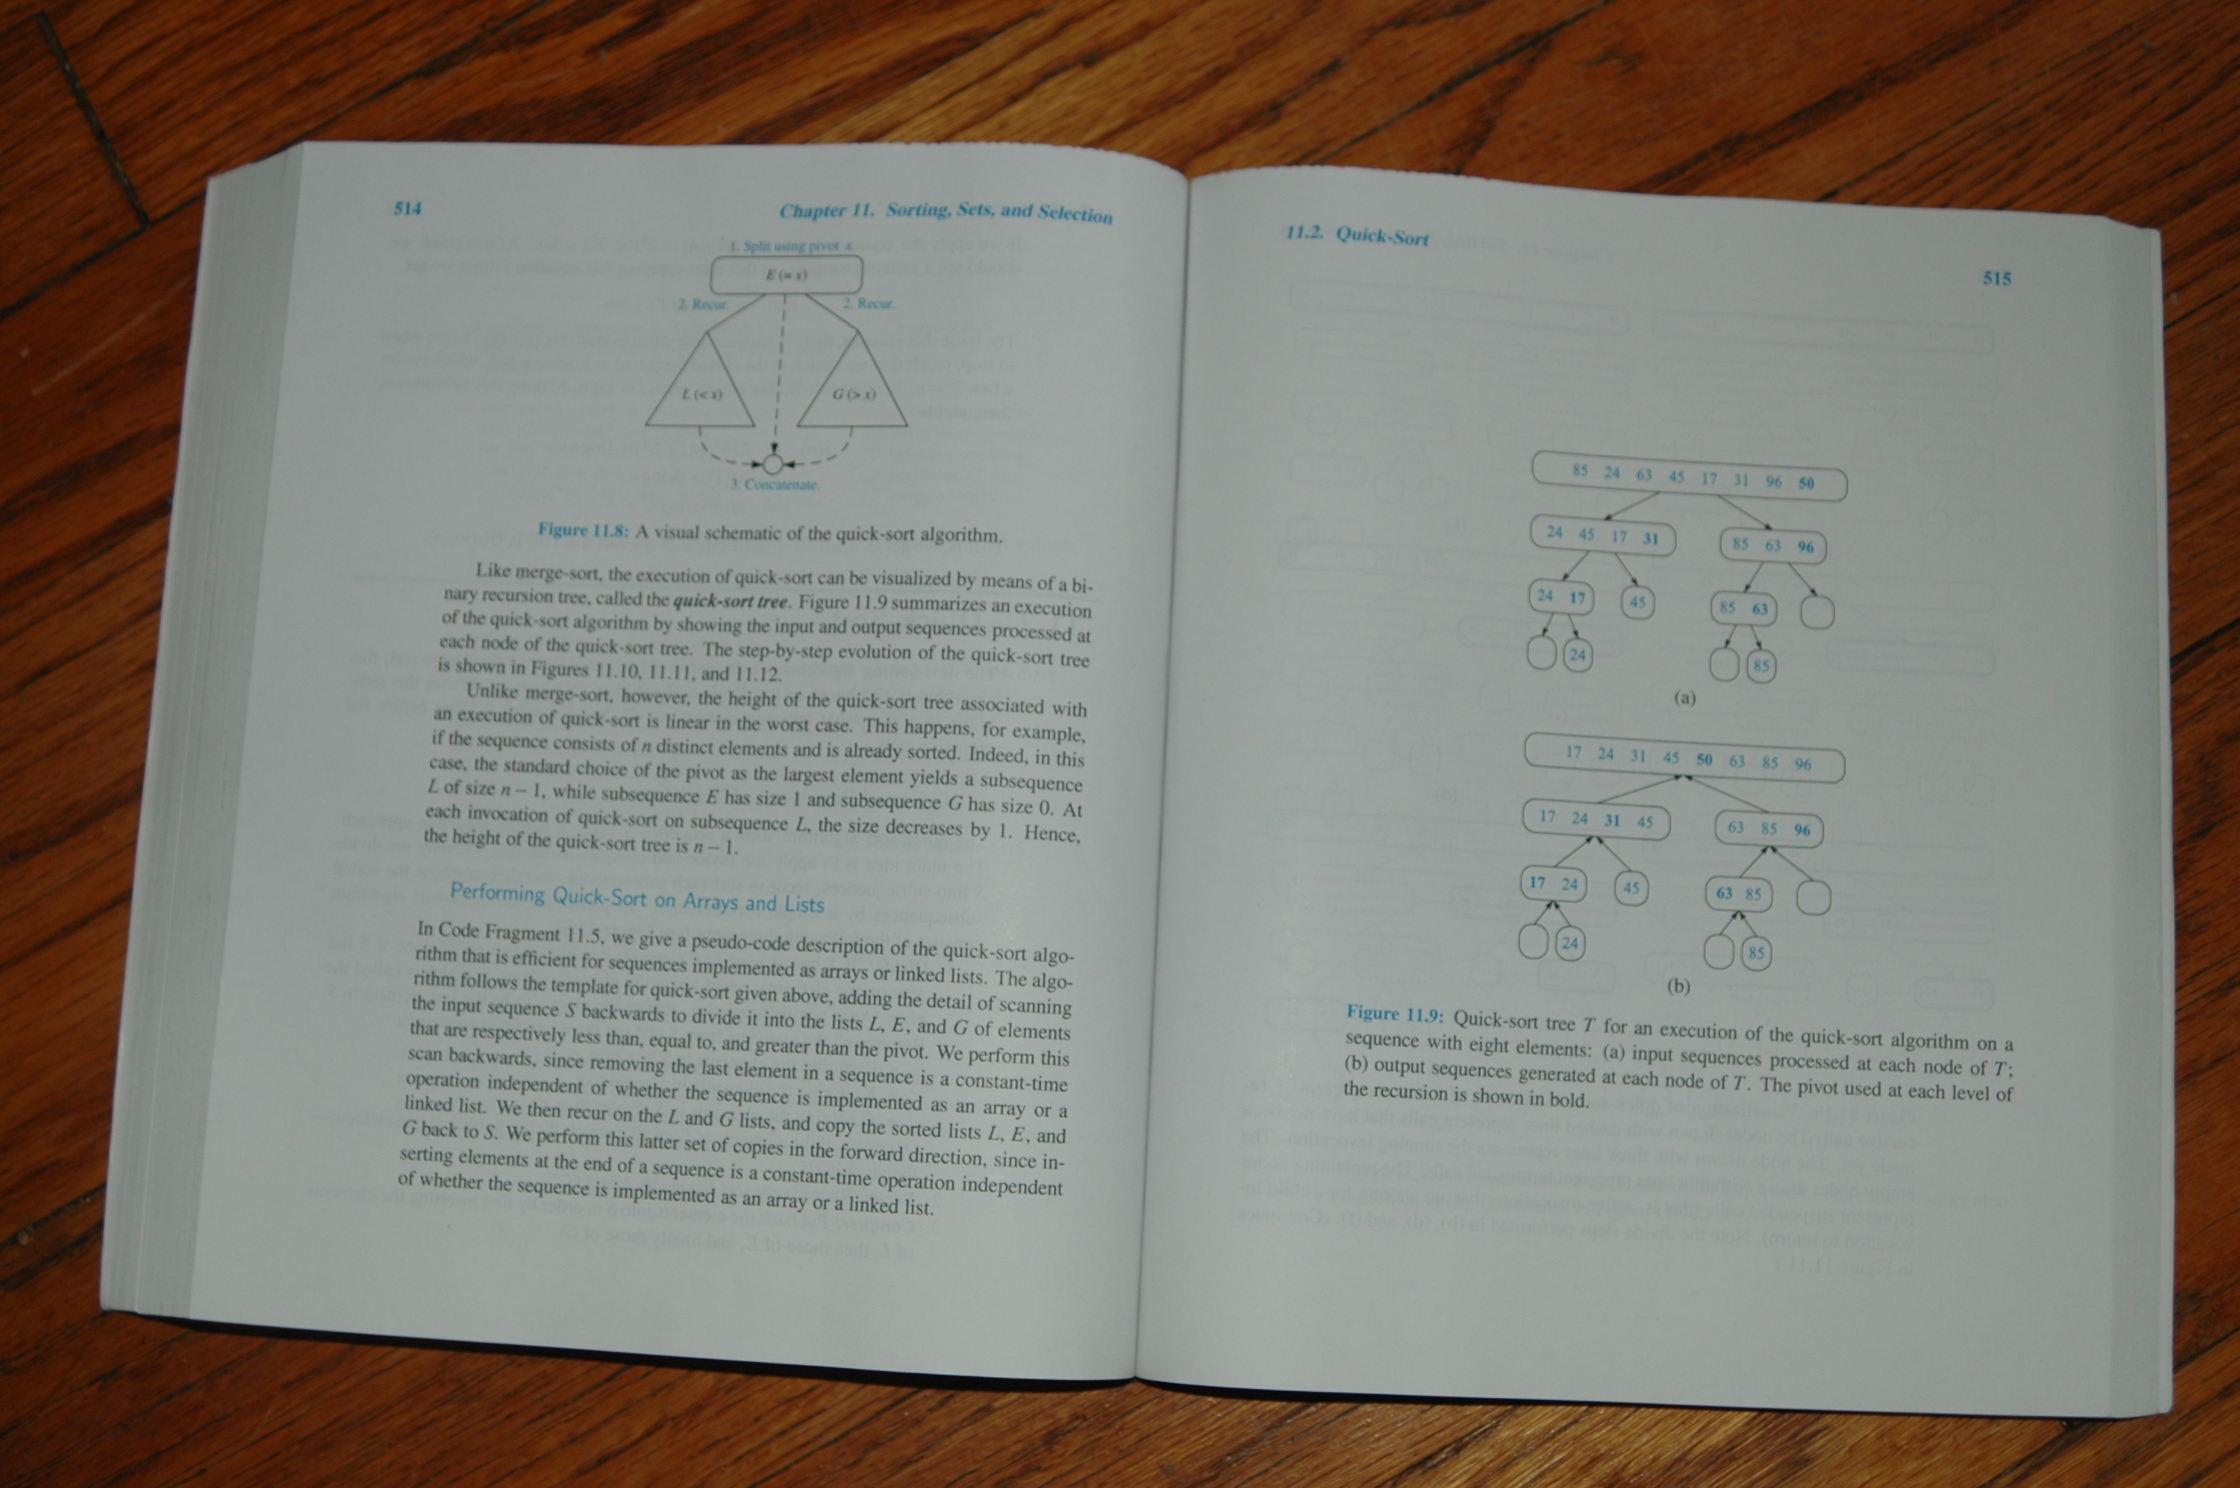 514
Chapter 11. Sorting, Sets, and Selection
1. Split using pivot x.
E (= x)
2. Recur.
2. Recur.
L (< x)
G (> x)
3. Concatenate.
Figure 11.8: A visual schematic of the quick-sort algorithm.
Like merge-sort, the execution of quick-sort can be visualized by means of a bi-
nary recursion tree, called the quick-sort tree. Figure 11.9 summarizes an execution
of the quick-sort algorithm by showing the input and output sequences processed at
each node of the quick-sort tree. The step-by-step evolution of the quick-sort tree
is shown in Figures 11.10, 11.11, and 11.12.
Unlike merge-sort, however, the height of the quick-sort tree associated with
an execution of quick-sort is linear in the worst case. This happens, for example,
if the sequence consists of n distinct elements and is already sorted. Indeed, in this
case, the standard choice of the pivot as the largest element yields a subsequence
L of size n − 1, while subsequence E has size 1 and subsequence G has size 0. At
each invocation of quick-sort on subsequence L, the size decreases by 1. Hence,
the height of the quick-sort tree is n − 1.
Performing Quick-Sort on Arrays and Lists
In Code Fragment 11.5, we give a pseudo-code description of the quick-sort algo-
rithm that is efficient for sequences implemented as arrays or linked lists. The algo-
rithm follows the template for quick-sort given above, adding the detail of scanning
the input sequence S backwards to divide it into the lists L, E, and G of elements
that are respectively less than, equal to, and greater than the pivot. We perform this
scan backwards, since removing the last element in a sequence is a constant-time
operation independent of whether the sequence is implemented as an array or a
linked list. We then recur on the L and G lists, and copy the sorted lists L, E, and
G back to S. We perform this latter set of copies in the forward direction, since in-
serting elements at the end of a sequence is a constant-time operation independent
of whether the sequence is implemented as an array or a linked list.
11.2. Quick-Sort
515
85 24 63 45 17 31 96 50
24 45 17 31
85 63 96
24 17
45
85 63
24
85
(a)
17 24 31 45 50 63 85 96
17 24 31 45
63 85 96
17 24
45
63 85
24
85
(b)
Figure 11.9: Quick-sort tree T for an execution of the quick-sort algorithm on a
sequence with eight elements: (a) input sequences processed at each node of T;
(b) output sequences generated at each node of T. The pivot used at each level of
the recursion is shown in bold.